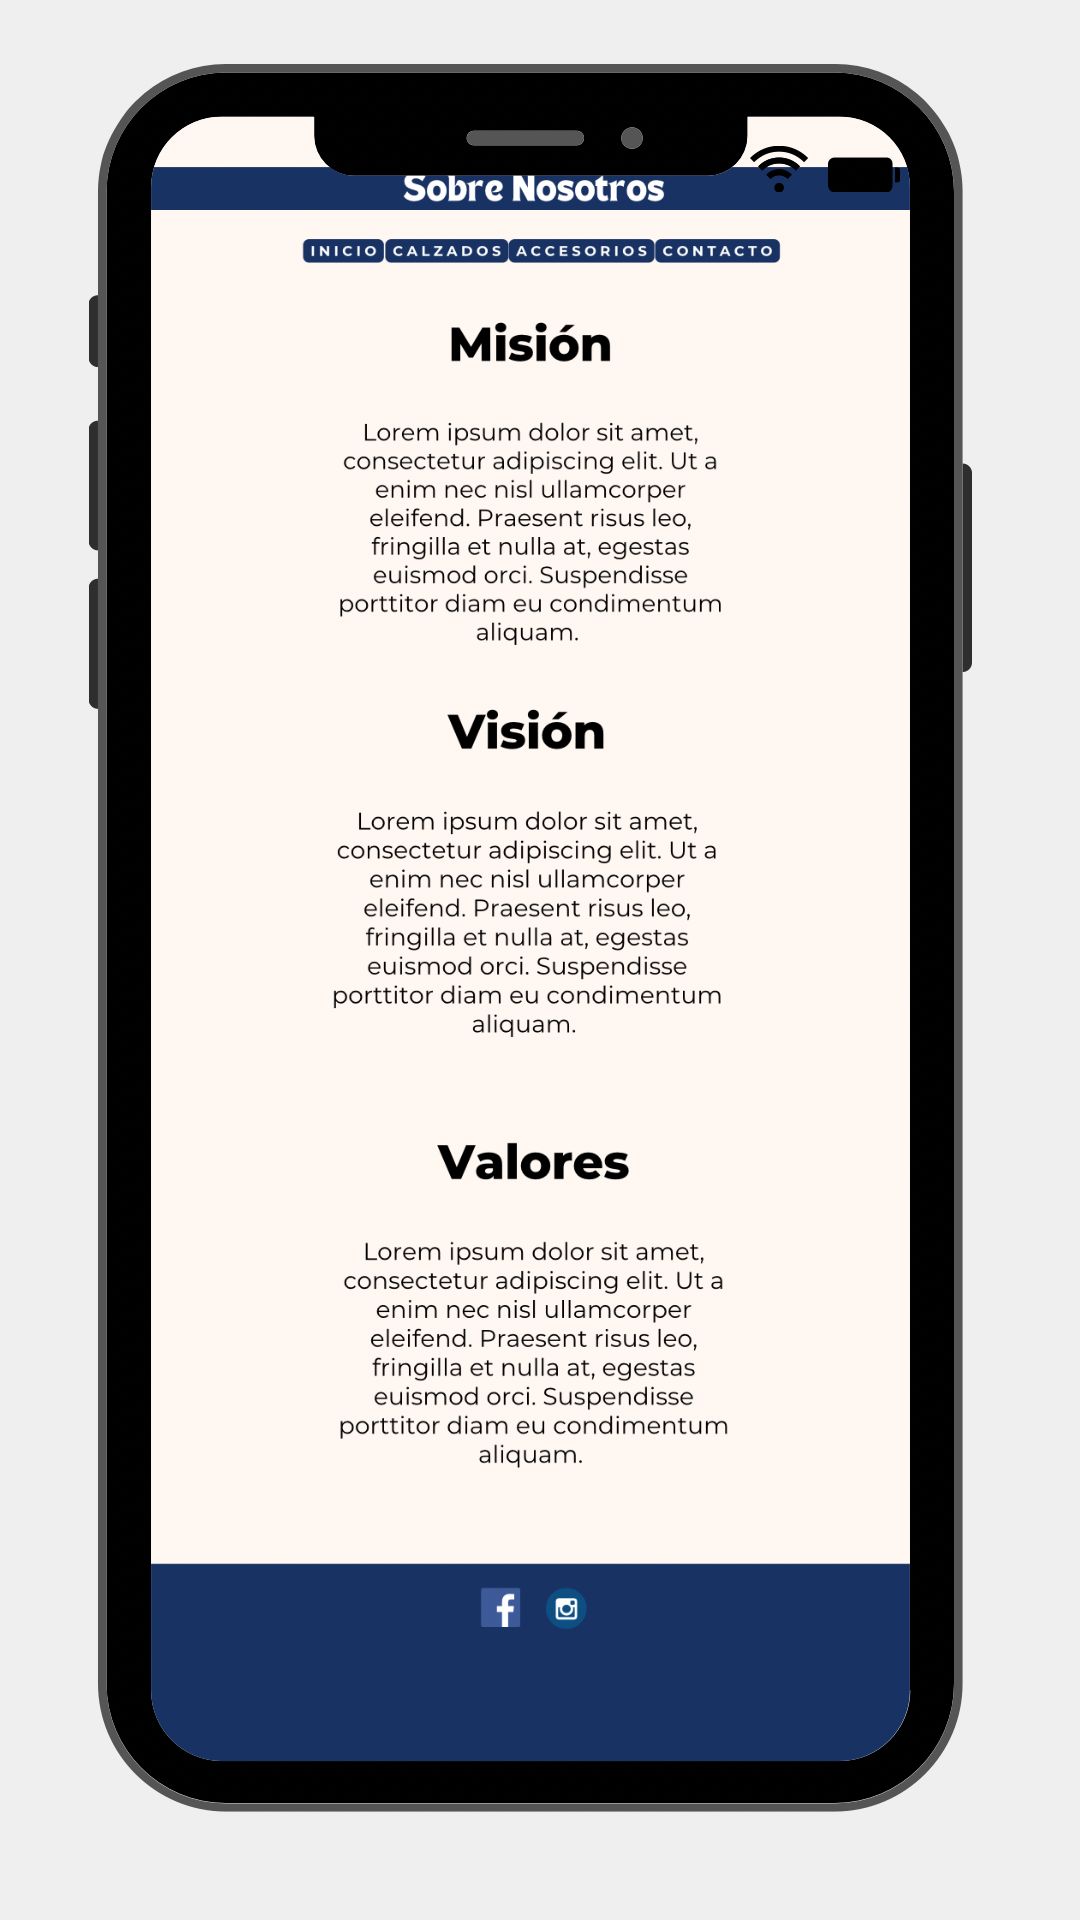 Sobre Nosotros
INICIO CALZADOS ACCESORIOS CONTACTO
Misión
Lorem ipsum dolor sit amet,
consectetur adipiscing elit. Ut a
enim nec nisl ullamcorper
eleifend. Praesent risus leo,
fringilla et nulla at, egestas
euismod orci. Suspendisse
porttitor diam eu condimentum
aliquam.
Visión
Lorem ipsum dolor sit amet,
consectetur adipiscing elit. Ut a
enim nec nisl ullamcorper
eleifend. Praesent risus leo,
fringilla et nulla at, egestas
euismod orci. Suspendisse
porttitor diam eu condimentum
aliquam.
Valores
Lorem ipsum dolor sit amet,
consectetur adipiscing elit. Ut a
enim nec nisl ullamcorper
eleifend. Praesent risus leo,
fringilla et nulla at, egestas
euismod orci. Suspendisse
porttitor diam eu condimentum
aliquam.